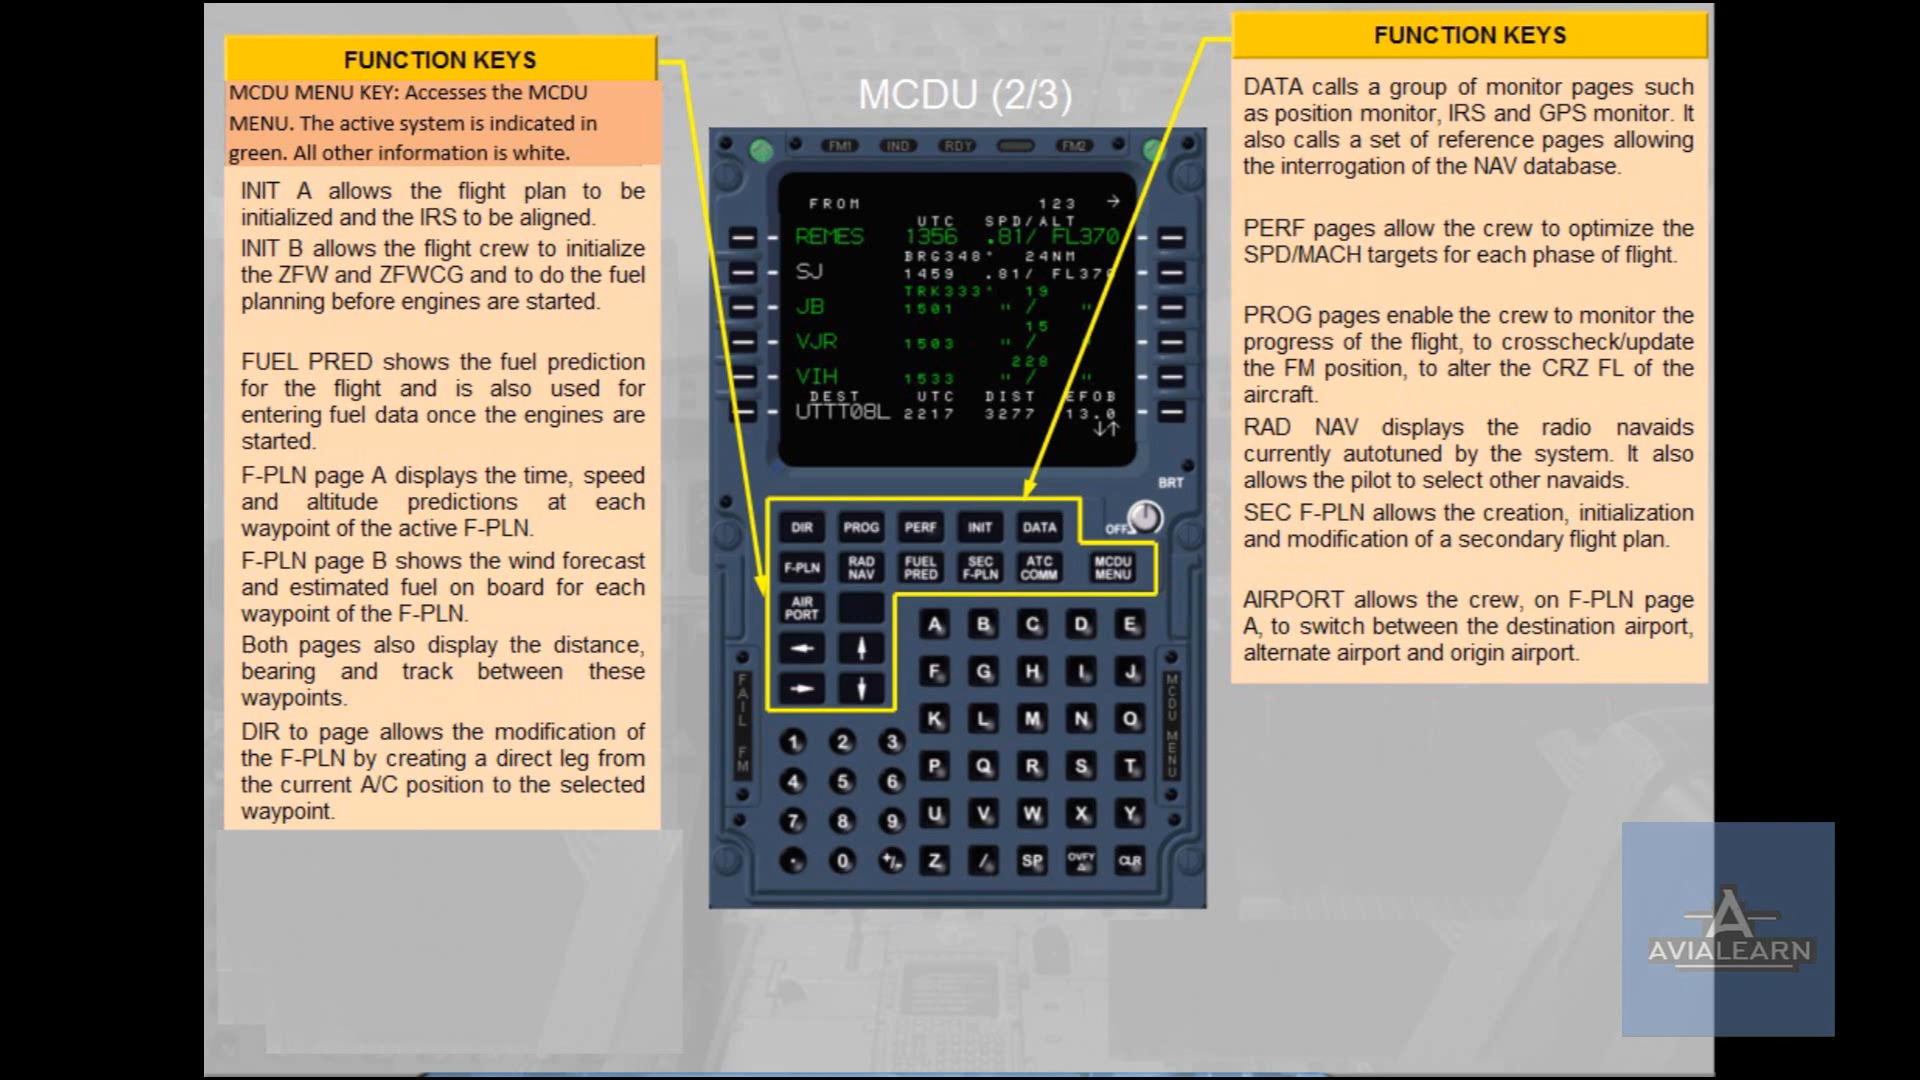 FUNCTION KEYS
MCDU MENU KEY: Accesses the MCDU
MENU. The active system is indicated in
green. All other information is white.
INIT A allows the flight plan to be
initialized and the IRS to be aligned.
INIT B allows the flight crew to initialize
the ZFW and ZFWCG and to do the fuel
planning before engines are started.
FUEL PRED shows the fuel prediction
for the flight and is also used for
entering fuel data once the engines are
started.
F-PLN page A displays the time, speed
and altitude predictions at each
waypoint of the active F-PLN.
F-PLN page B shows the wind forecast
and estimated fuel on board for each
waypoint of the F-PLN.
Both pages also display the distance,
bearing and track between these
waypoints.
DIR to page allows the modification of
the F-PLN by creating a direct leg from
the current A/C position to the selected
waypoint.
MCDU (2/3)
FM1 IND RDY FM2
FROM 123 →
UTC SPD/ALT
REMES 1356 .81/ FL370
BRG348° 24NM
SJ 1459 .81/ FL370
TRK333° 19
JB 1501 " / "
15
VJR 1503 " / "
228
VIH 1533 " / "
DEST UTC DIST EFOB
UTTT08L 2217 3277 13.0
↓↑
BRT
OFF
DIR PROG PERF INIT DATA
F-PLN RAD NAV FUEL PRED SEC F-PLN ATC COMM MCDU MENU
AIR PORT
← ↑
→ ↓
A B C D E
F G H I J
K L M N O
P Q R S T
U V W X Y
Z / SP OVFY Δ CLR
1 2 3
4 5 6
7 8 9
. 0 +/-
FAIL FM
MCDU MENU
FUNCTION KEYS
DATA calls a group of monitor pages such
as position monitor, IRS and GPS monitor. It
also calls a set of reference pages allowing
the interrogation of the NAV database.
PERF pages allow the crew to optimize the
SPD/MACH targets for each phase of flight.
PROG pages enable the crew to monitor the
progress of the flight, to crosscheck/update
the FM position, to alter the CRZ FL of the
aircraft.
RAD NAV displays the radio navaids
currently autotuned by the system. It also
allows the pilot to select other navaids.
SEC F-PLN allows the creation, initialization
and modification of a secondary flight plan.
AIRPORT allows the crew, on F-PLN page
A, to switch between the destination airport,
alternate airport and origin airport.
AVIALEARN